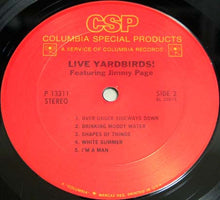 CSP
COLUMBIA SPECIAL PRODUCTS
A SERVICE OF COLUMBIA RECORDS
LIVE YARDBIRDS!
Featuring Jimmy Page
P 13311
STEREO
SIDE 2
1. OVER UNDER SIDEWAYS DOWN
2. DRINKING MUDDY WATER
3. SHAPES OF THINGS
4. WHITE SUMMER
5. I'M A MAN